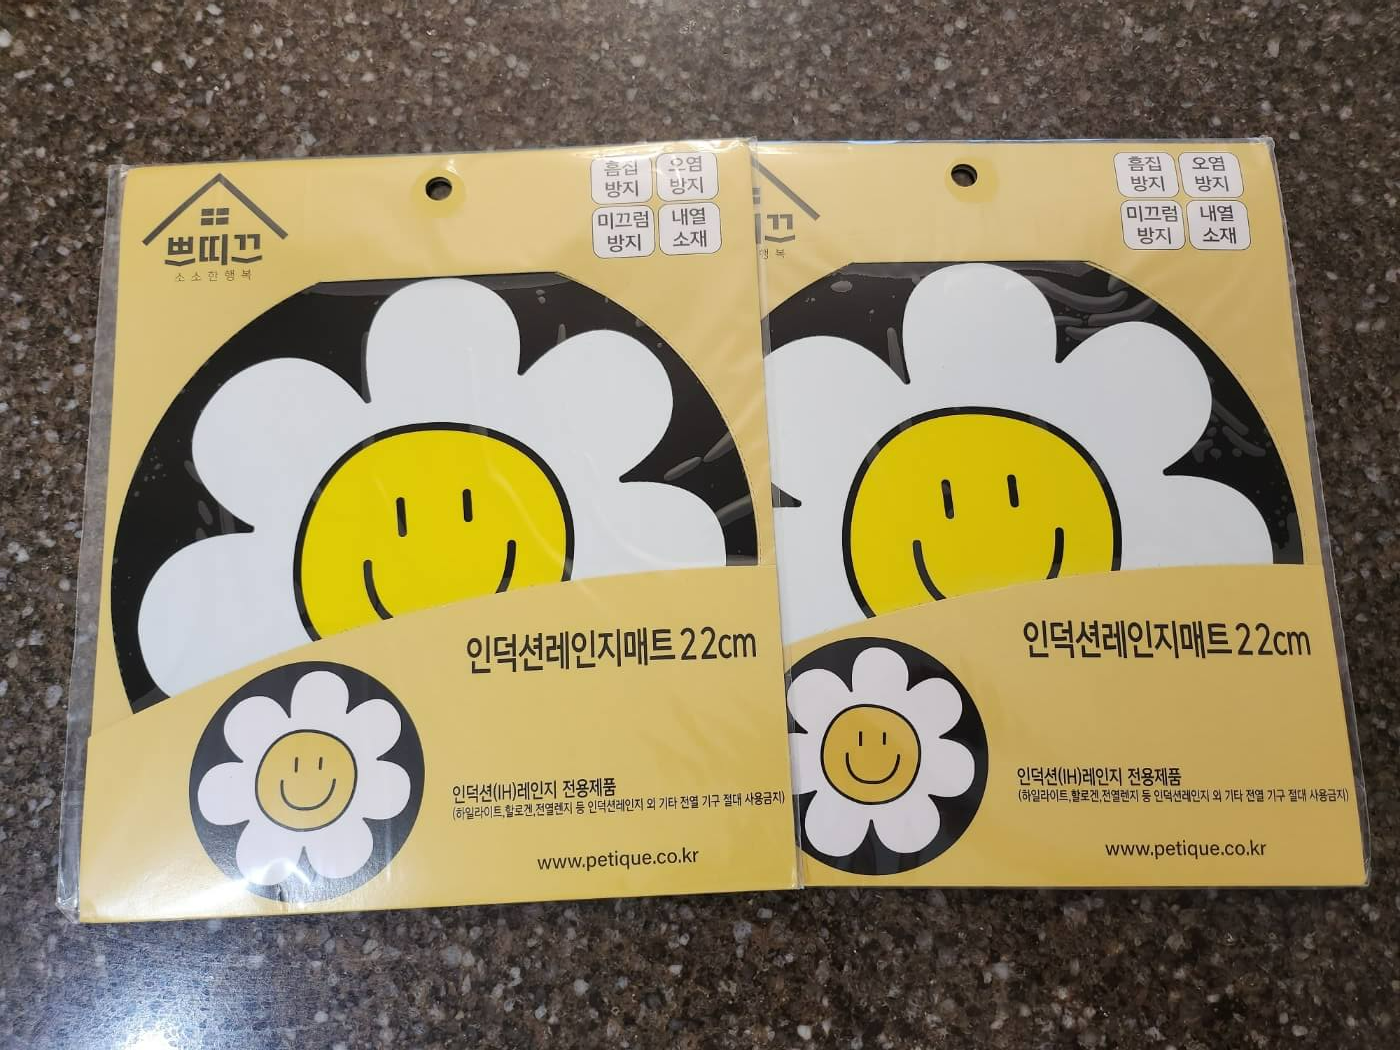 쁘띠끄
소소한행복
흠집
방지
오염
방지
미끄럼
방지
내열
소재
인덕션레인지매트 22cm
인덕션(IH)레인지 전용제품
(하일라이트,할로겐,전열렌지 등 인덕션레인지 외 기타 전열 기구 절대 사용금지)
www.petique.co.kr
띠끄
행복
흠집
방지
오염
방지
미끄럼
방지
내열
소재
인덕션레인지매트 22cm
인덕션(IH)레인지 전용제품
(하일라이트,할로겐,전열렌지 등 인덕션레인지 외 기타 전열 기구 절대 사용금지)
www.petique.co.kr